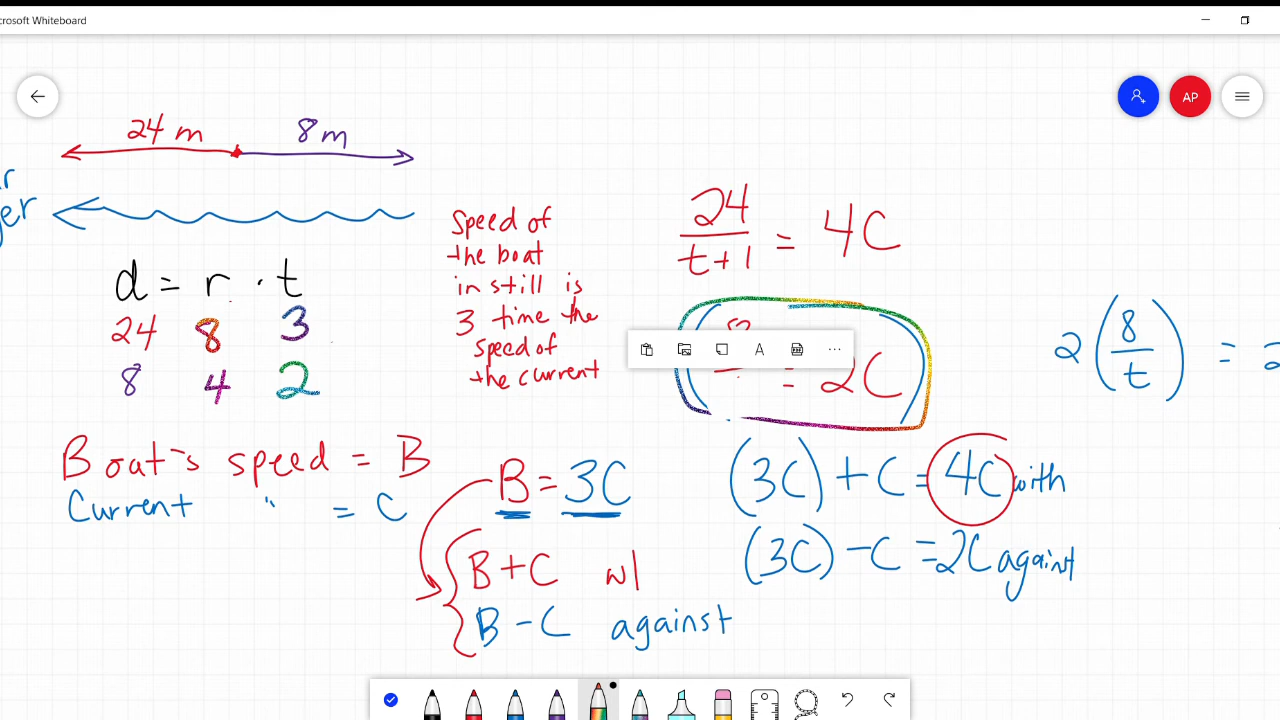 crosoft Whiteboard
AP
24 m 8 m
r
ger
d = r · t
24 8 3
8 4 2
Speed of
the boat
in still is
3 time the
speed of
the current
24/(t+1) = 4C
= 2C
2(8/t) = 2
Boat's speed = B
Current " = C
B = 3C
B + C w/
B - C against
(3C) + C = 4C with
(3C) - C = 2C against
A